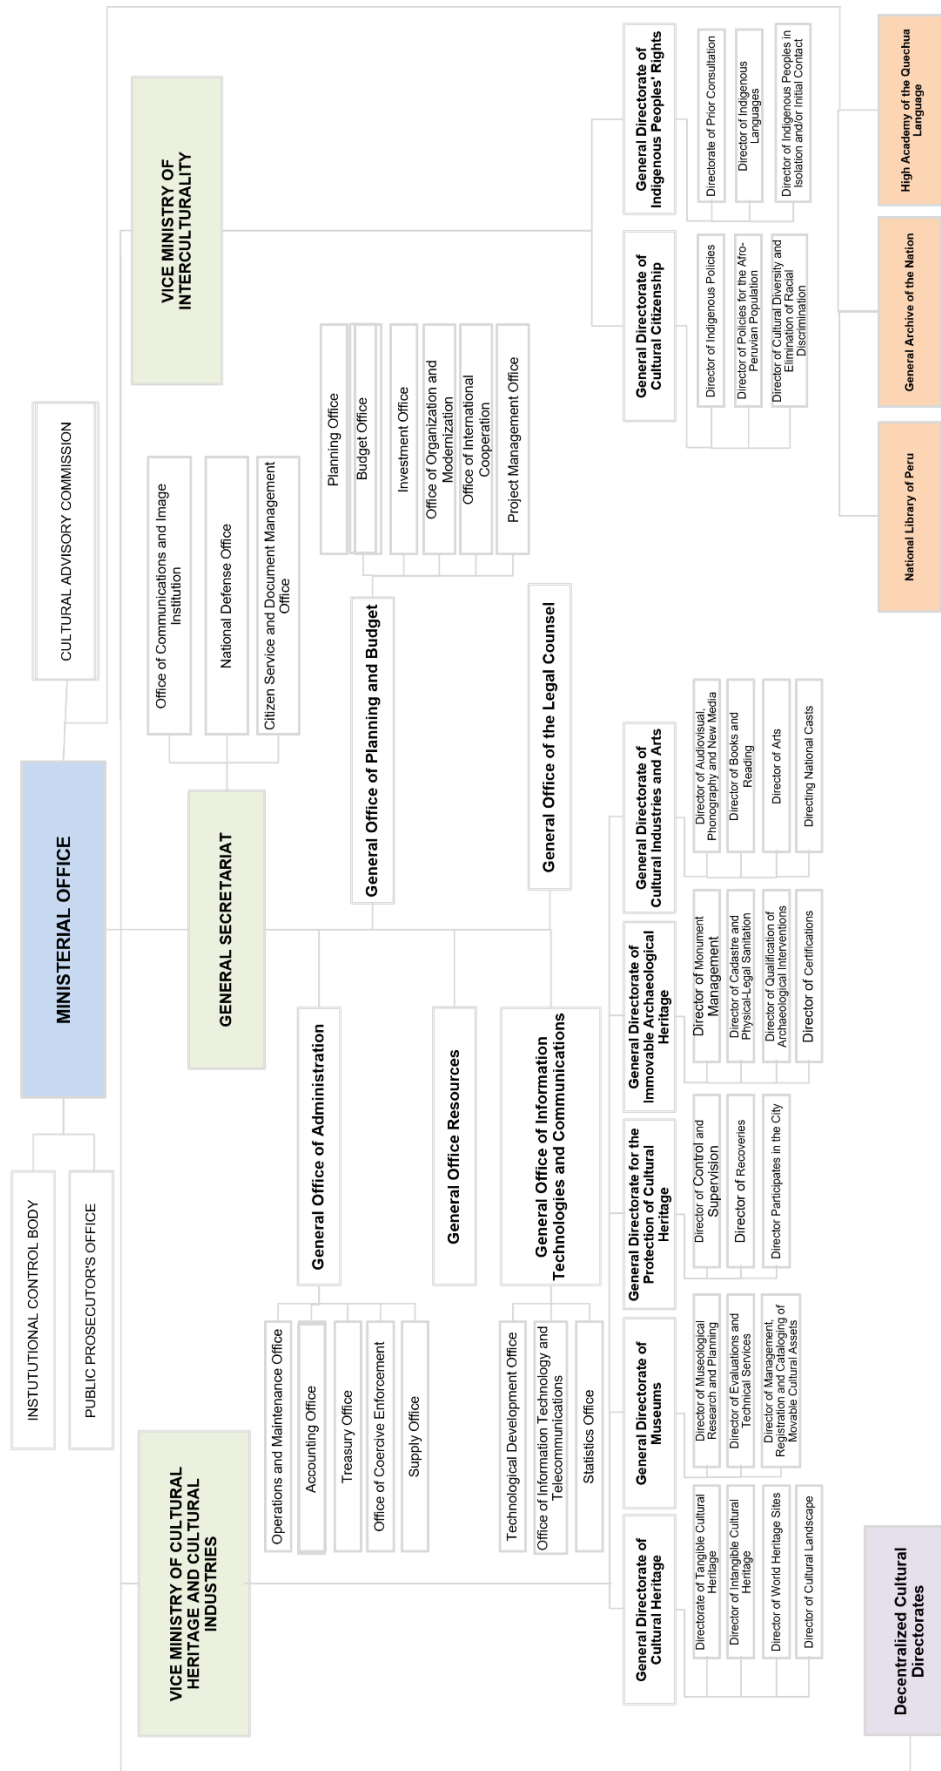 MINISTERIAL OFFICE
INSTITUTIONAL CONTROL BODY
PUBLIC PROSECUTOR'S OFFICE
CULTURAL ADVISORY COMMISSION
GENERAL SECRETARIAT
Office of Communications and Image
Institution
National Defense Office
Citizen Service and Document Management
Office
VICE MINISTRY OF CULTURAL
HERITAGE AND CULTURAL
INDUSTRIES
VICE MINISTRY OF
INTERCULTURALITY
General Office of Administration
Operations and Maintenance Office
Accounting Office
Treasury Office
Office of Coercive Enforcement
Supply Office
General Office Resources
General Office of Information
Technologies and Communications
Technological Development Office
Office of Information Technology and
Telecommunications
Statistics Office
General Office of Planning and Budget
Planning Office
Budget Office
Investment Office
Office of Organization and
Modernization
Office of International
Cooperation
Project Management Office
General Office of the Legal Counsel
General Directorate of
Cultural Heritage
Directorate of Tangible Cultural
Heritage
Director of Intangible Cultural
Heritage
Director of World Heritage Sites
Director of Cultural Landscape
General Directorate of
Museums
Director of Museological
Research and Planning
Director of Evaluations and
Technical Services
Director of Management,
Registration and Cataloging of
Movable Cultural Assets
General Directorate for the
Protection of Cultural
Heritage
Director of Control and
Supervision
Director of Recoveries
Director Participates in the City
General Directorate of
Immovable Archaeological
Heritage
Director of Monument
Management
Director of Cadastre and
Physical-Legal Sanitation
Director of Qualification of
Archaeological Interventions
Director of Certifications
General Directorate of
Cultural Industries and Arts
Director of Audiovisual,
Phonography and New Media
Director of Books and
Reading
Director of Arts
Directing National Casts
General Directorate of
Cultural Citizenship
Director of Indigenous Policies
Director of Policies for the Afro-
Peruvian Population
Director of Cultural Diversity and
Elimination of Racial
Discrimination
General Directorate of
Indigenous Peoples' Rights
Directorate of Prior Consultation
Director of Indigenous
Languages
Director of Indigenous Peoples in
Isolation and/or Initial Contact
Decentralized Cultural
Directorates
National Library of Peru
General Archive of the Nation
High Academy of the Quechua
Language